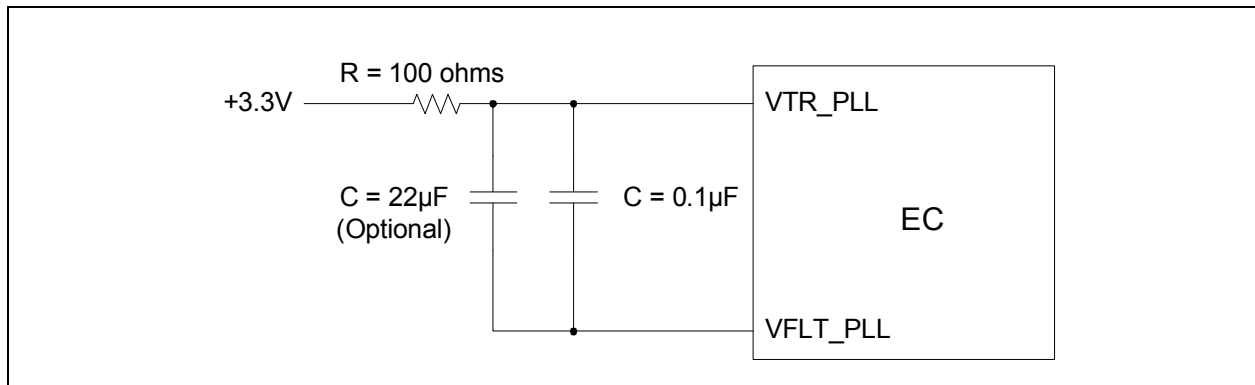 R = 100 ohms
+3.3V
VTR_PLL
C = 22µF
(Optional)
C = 0.1µF
EC
VFLT_PLL